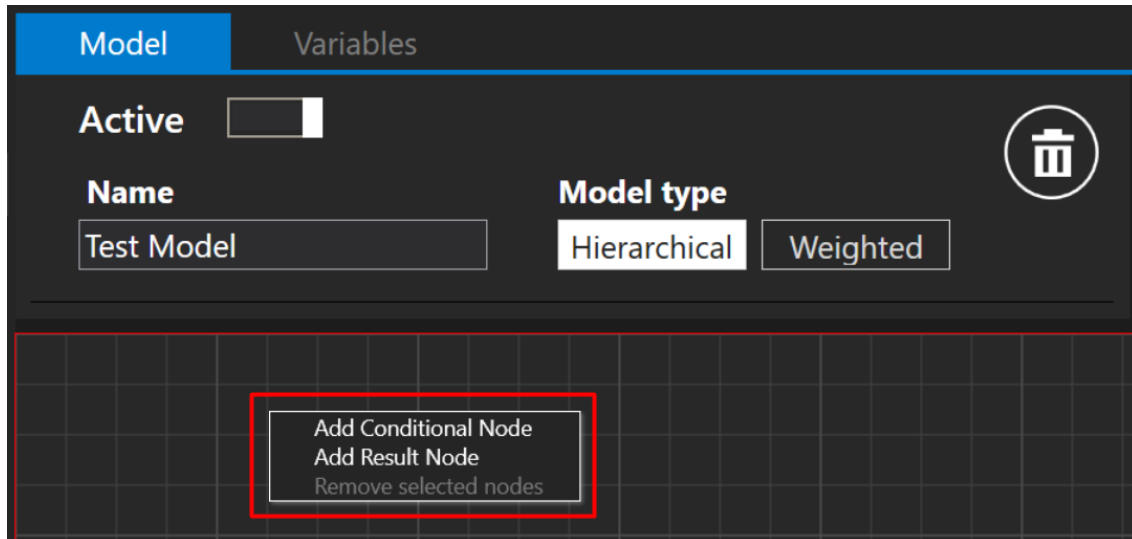 Model Variables
Active
Name Model type
Test Model Hierarchical Weighted
Add Conditional Node
Add Result Node
Remove selected nodes